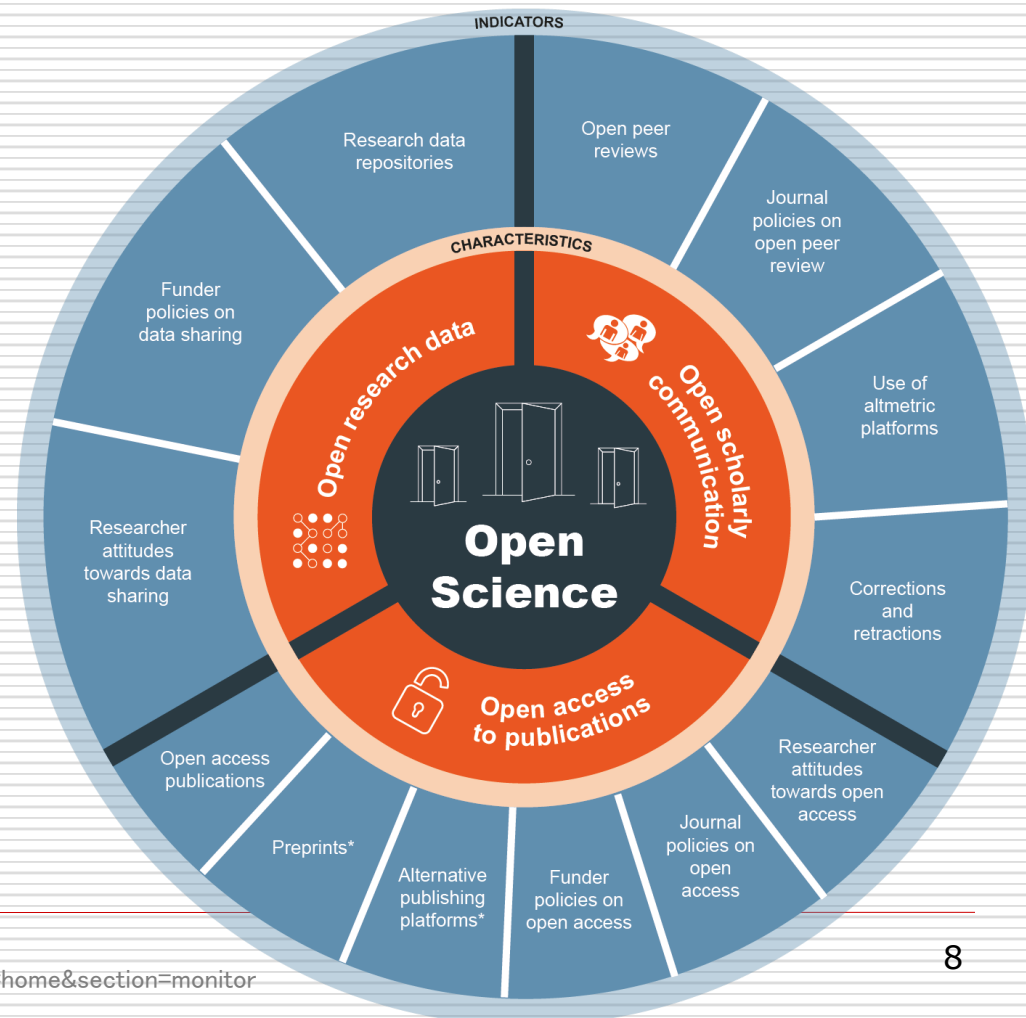 INDICATORS
Open peer
reviews
Journal
policies on
open peer
review
Use of
altmetric
platforms
Corrections
and
retractions
Researcher
attitudes
towards open
access
Journal
policies on
open
access
Funder
policies on
open access
Alternative
publishing
platforms*
Preprints*
Open access
publications
Researcher
attitudes
towards data
sharing
Funder
policies on
data sharing
Research data
repositories
CHARACTERISTICS
Open research data
Open scholarly
communication
Open access
to publications
Open
Science
home&section=monitor
8